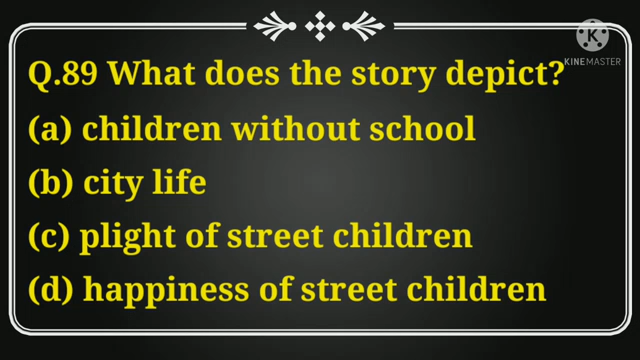 K
KINEMASTER
Q.89 What does the story depict?
(a) children without school
(b) city life
(c) plight of street children
(d) happiness of street children